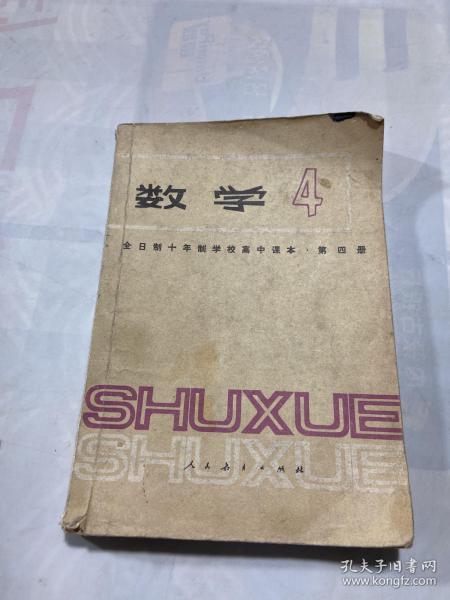 数学 4
全日制十年制学校高中课本·第四册
SHUXUE
SHUXUE
人民教育出版社
孔夫子旧书网
www.kongfz.com